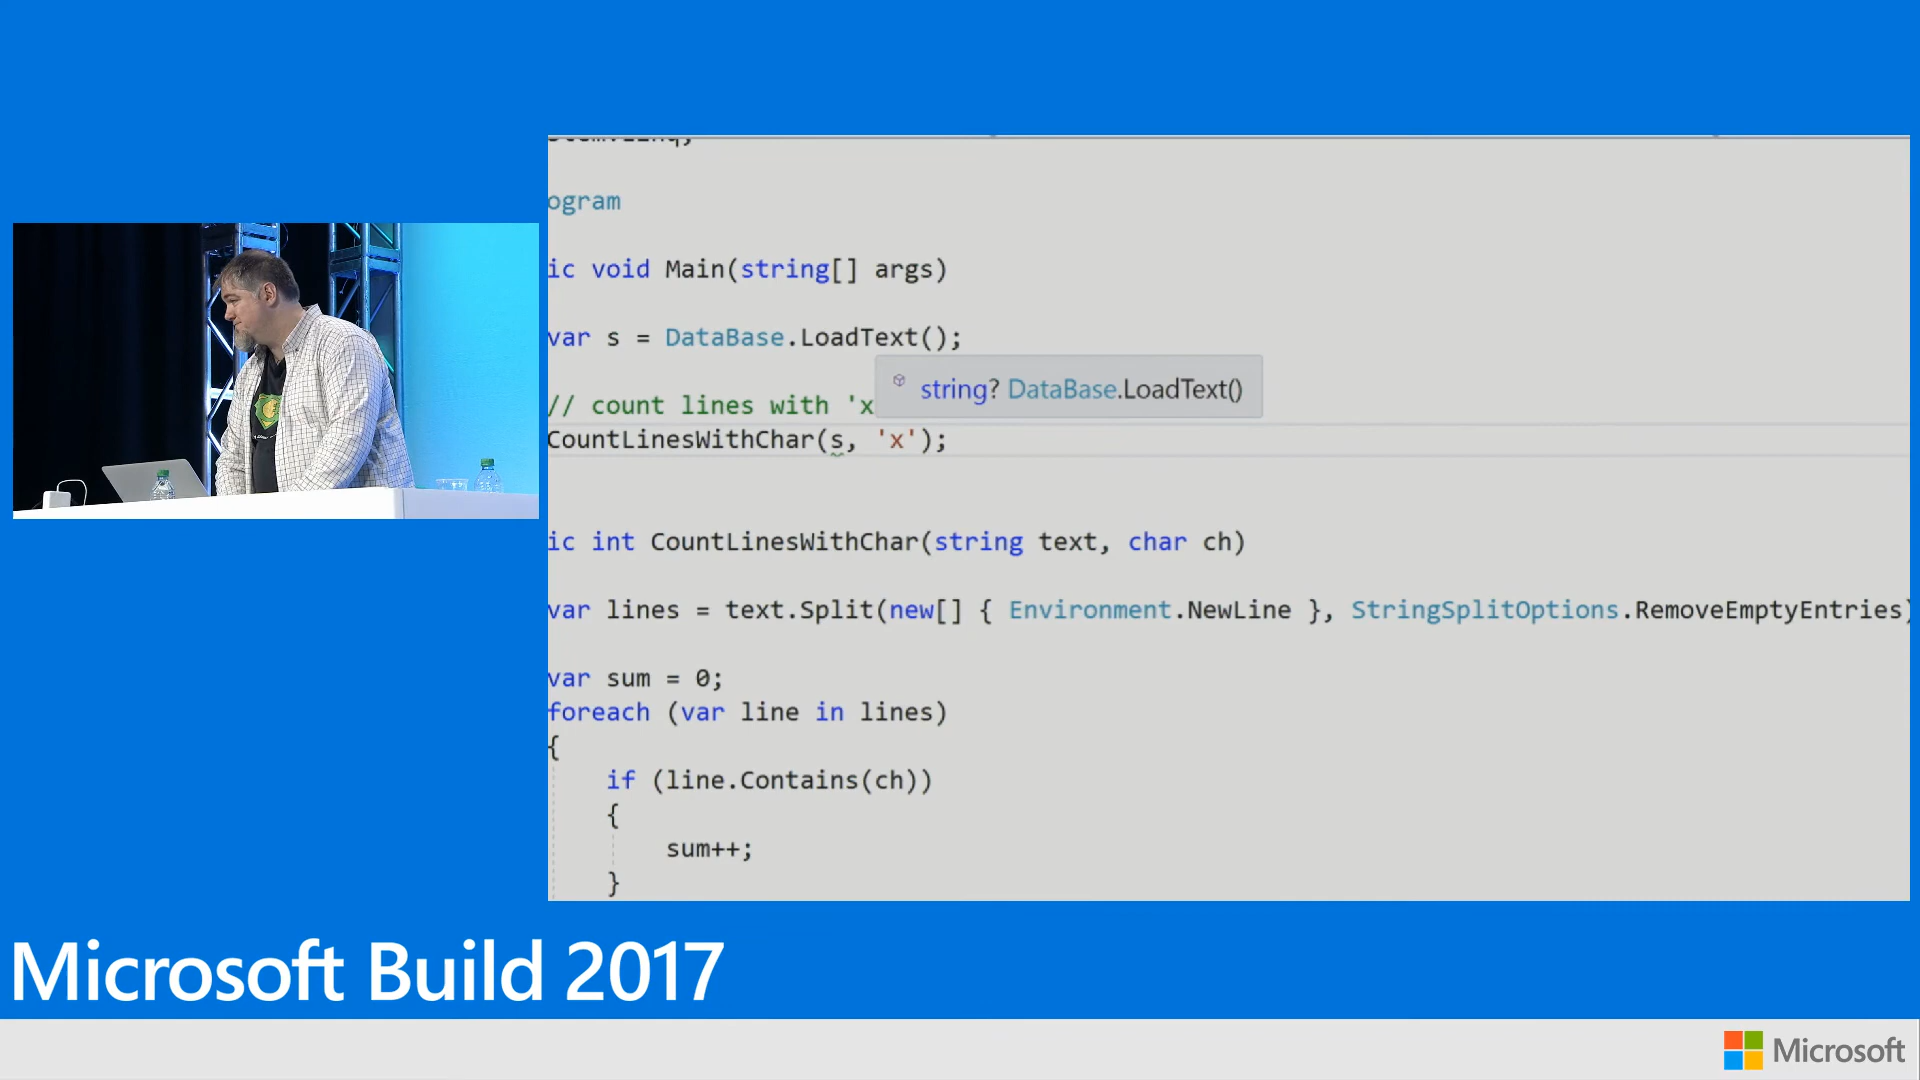 ogram
ic void Main(string[] args)
var s = DataBase.LoadText();
string? DataBase.LoadText()
// count lines with 'x
CountLinesWithChar(s, 'x');
ic int CountLinesWithChar(string text, char ch)
var lines = text.Split(new[] { Environment.NewLine }, StringSplitOptions.RemoveEmptyEntries)
var sum = 0;
foreach (var line in lines)
{
if (line.Contains(ch))
{
sum++;
}
Microsoft Build 2017
Microsoft